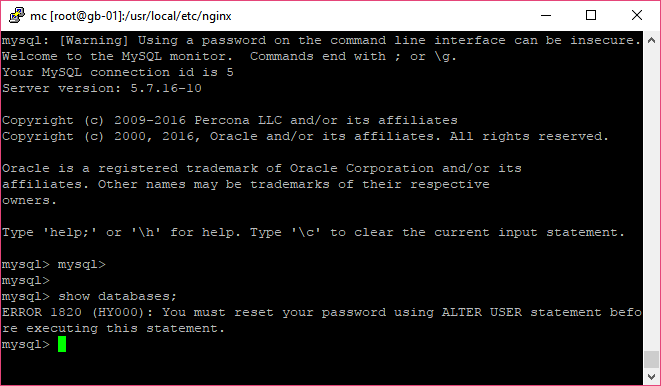 mc [root@gb-01]:/usr/local/etc/nginx
mysql: [Warning] Using a password on the command line interface can be insecure.
Welcome to the MySQL monitor.  Commands end with ; or \g.
Your MySQL connection id is 5
Server version: 5.7.16-10
Copyright (c) 2009-2016 Percona LLC and/or its affiliates
Copyright (c) 2000, 2016, Oracle and/or its affiliates. All rights reserved.
Oracle is a registered trademark of Oracle Corporation and/or its
affiliates. Other names may be trademarks of their respective
owners.
Type 'help;' or '\h' for help. Type '\c' to clear the current input statement.
mysql> mysql>
mysql>
mysql> show databases;
ERROR 1820 (HY000): You must reset your password using ALTER USER statement befo
re executing this statement.
mysql>